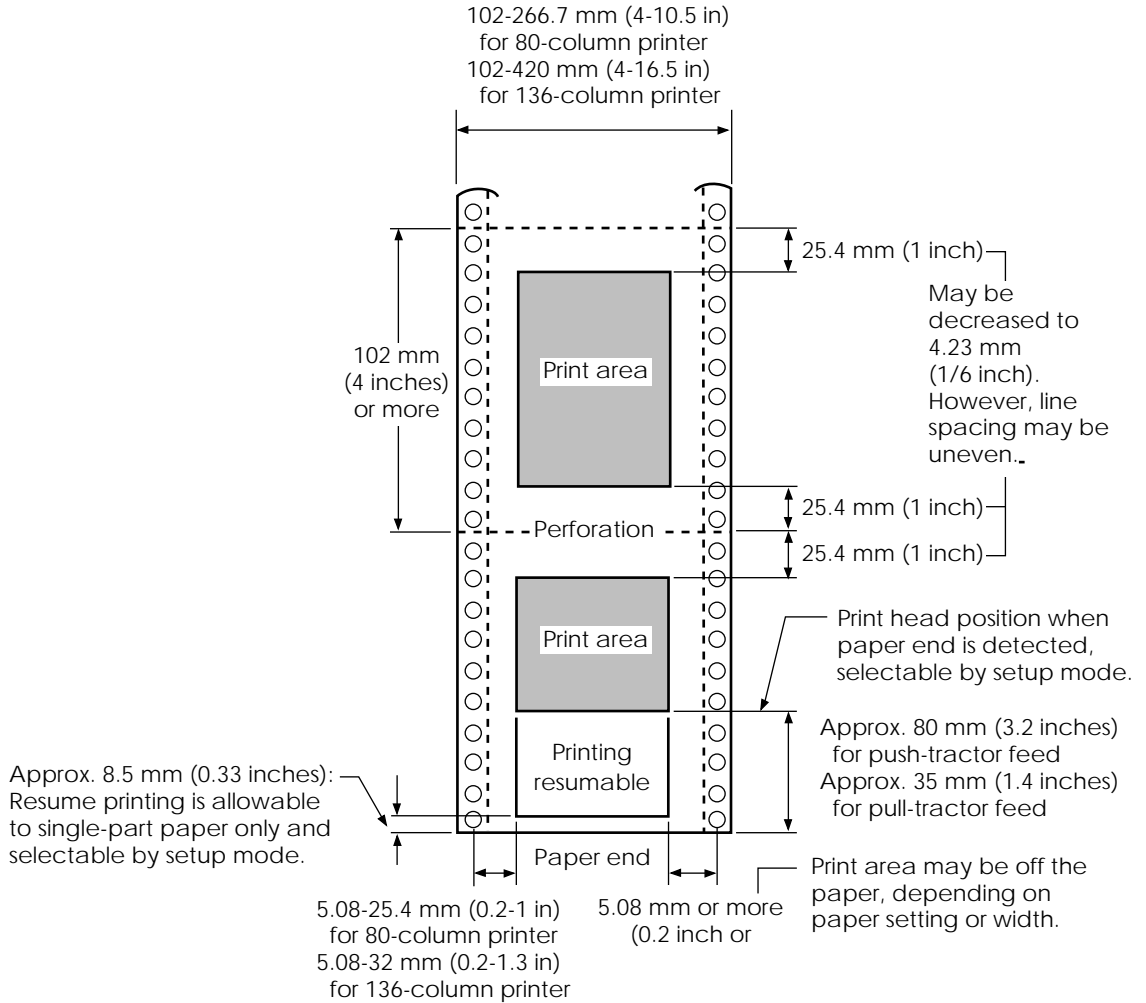 102-266.7 mm (4-10.5 in)
for 80-column printer
102-420 mm (4-16.5 in)
for 136-column printer
25.4 mm (1 inch)
May be
decreased to
4.23 mm
(1/6 inch).
However, line
spacing may be
uneven.
102 mm
(4 inches)
or more
Print area
25.4 mm (1 inch)
Perforation
25.4 mm (1 inch)
Print area
Print head position when
paper end is detected,
selectable by setup mode.
Printing
resumable
Approx. 80 mm (3.2 inches)
for push-tractor feed
Approx. 35 mm (1.4 inches)
for pull-tractor feed
Approx. 8.5 mm (0.33 inches):
Resume printing is allowable
to single-part paper only and
selectable by setup mode.
Paper end
Print area may be off the
paper, depending on
paper setting or width.
5.08-25.4 mm (0.2-1 in)
for 80-column printer
5.08-32 mm (0.2-1.3 in)
for 136-column printer
5.08 mm or more
(0.2 inch or